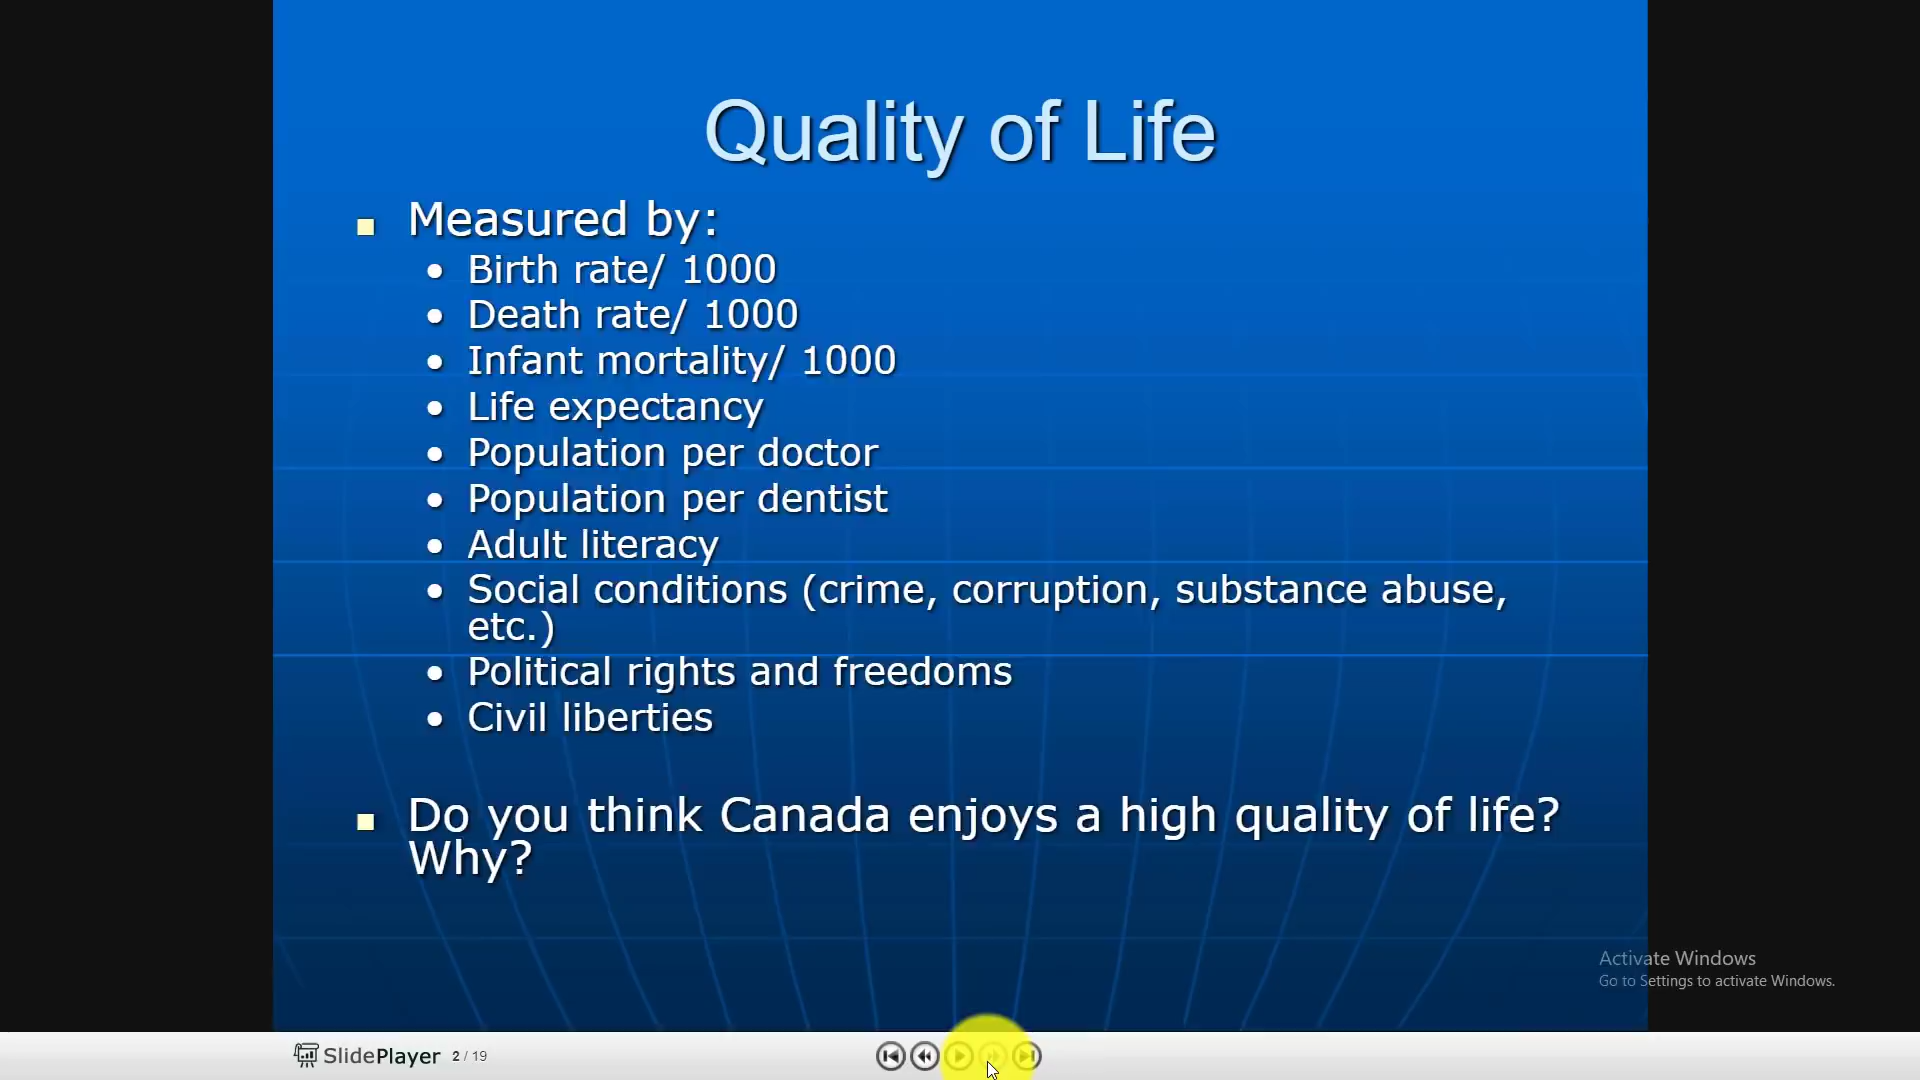 Quality of Life
Measured by:
Birth rate/ 1000
Death rate/ 1000
Infant mortality/ 1000
Life expectancy
Population per doctor
Population per dentist
Adult literacy
Social conditions (crime, corruption, substance abuse,
etc.)
Political rights and freedoms
Civil liberties
Do you think Canada enjoys a high quality of life?
Why?
Activate Windows
Go to Settings to activate Windows.
SlidePlayer 2 / 19